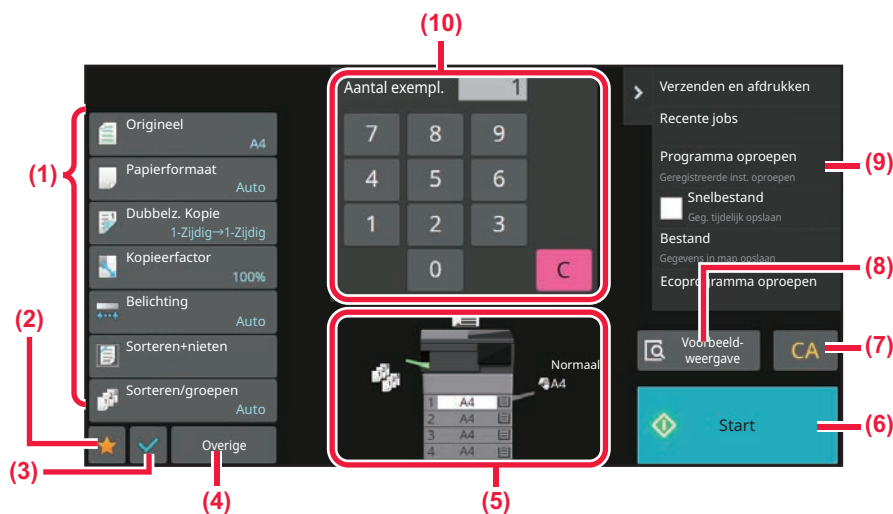 (10)
Aantal exempl. 1
7 8 9
4 5 6
1 2 3
0 C
(1)
Origineel
A4
Papierformaat
Auto
Dubbelz. Kopie
1-Zijdig→1-Zijdig
Kopieerfactor
100%
Belichting
Auto
Sorteren+nieten
Sorteren/groepen
Auto
(2)
(3)
Overige
(4)
Normaal
A4
1 A4
2 A4
3 A4
4 A4
(5)
Verzenden en afdrukken
Recente jobs
Programma oproepen
Geregistreerde inst. oproepen
Snelbestand
Geg. tijdelijk opslaan
Bestand
Gegevens in map opslaan
Ecoprogramma oproepen
(9)
(8)
Voorbeeld-
weergave
CA
(7)
Start
(6)